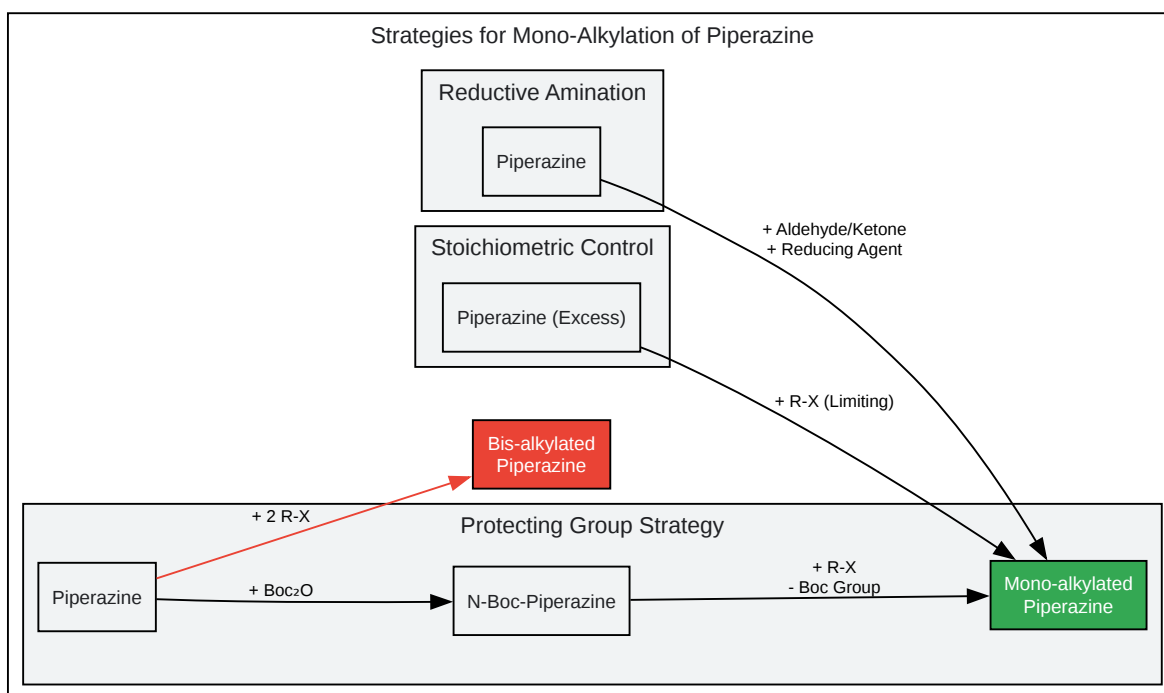 Strategies for Mono-Alkylation of Piperazine
Reductive Amination
Piperazine
+ Aldehyde/Ketone
+ Reducing Agent
Stoichiometric Control
Piperazine (Excess)
+ R-X (Limiting)
Bis-alkylated
Piperazine
+ 2 R-X
Protecting Group Strategy
Piperazine
+ Boc₂O
N-Boc-Piperazine
+ R-X
- Boc Group
Mono-alkylated
Piperazine